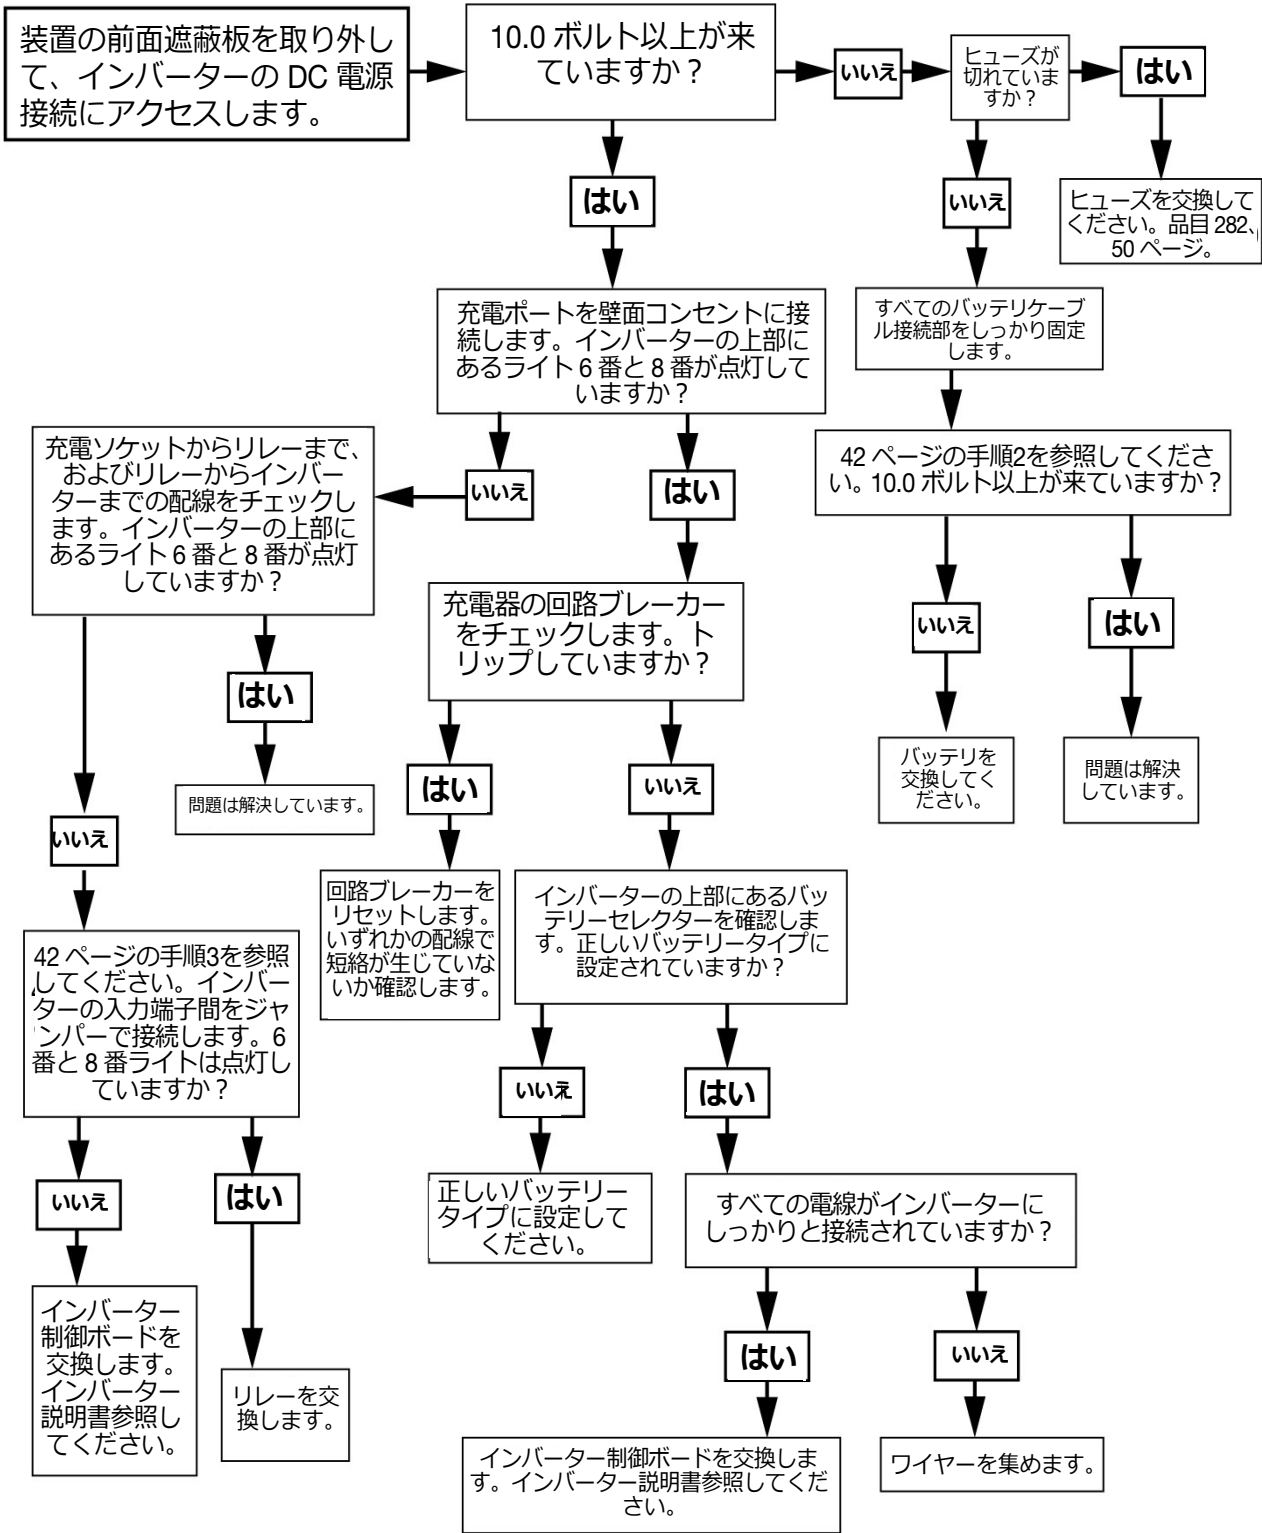 装置の前面遮蔽板を取り外し
て、インバーターの DC 電源
接続にアクセスします。
10.0 ボルト以上が来
ていますか？
いいえ
ヒューズが
切れていま
すか？
はい
はい
いいえ
ヒューズを交換して
ください。品目 282、
50 ページ。
充電ポートを壁面コンセントに接
続します。インバーターの上部に
あるライト 6 番と 8 番が点灯して
いますか？
すべてのバッテリケーブ
ル接続部をしっかり固定
します。
充電ソケットからリレーまで、
およびリレーからインバー
ターまでの配線をチェックし
ます。インバーターの上部に
あるライト 6 番と 8 番が点灯
していますか？
いいえ
はい
42 ページの手順2を参照してくださ
い。10.0 ボルト以上が来ていますか？
充電器の回路ブレーカー
をチェックします。ト
リップしていますか？
いいえ
はい
はい
問題は解決しています。
はい
いいえ
バッテリを
交換してく
ださい。
問題は解決
しています。
いいえ
回路ブレーカーを
リセットします。
いずれかの配線で
短絡が生じていな
いか確認します。
インバーターの上部にあるバッ
テリーセレクターを確認しま
す。正しいバッテリータイプに
設定されていますか？
42 ページの手順3を参照
してください。インバー
ターの入力端子間をジャ
ンパーで接続します。6
番と 8 番ライトは点灯し
ていますか？
いいえ
はい
いいえ
はい
正しいバッテリー
タイプに設定して
ください。
すべての電線がインバーターに
しっかりと接続されていますか？
インバーター
制御ボードを
交換します。
インバーター
説明書参照し
てください。
リレーを交
換します。
はい
いいえ
インバーター制御ボードを交換しま
す。インバーター説明書参照してくだ
さい。
ワイヤーを集めます。